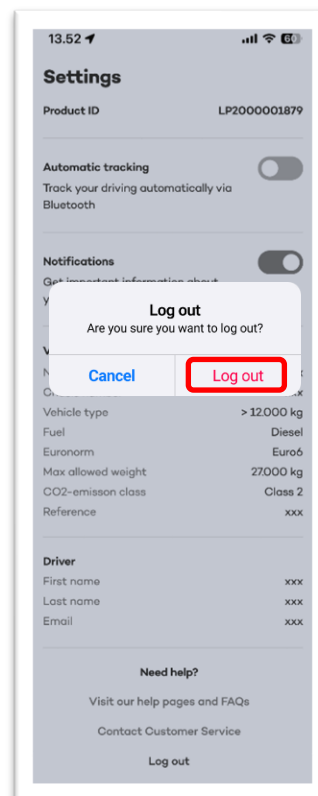 13.52
60
Settings
Product ID LP2000001879
Automatic tracking
Track your driving automatically via
Bluetooth
Notifications
Get important information about
Log out
Are you sure you want to log out?
Cancel Log out
Vehicle type > 12.000 kg
Fuel Diesel
Euronorm Euro6
Max allowed weight 27.000 kg
CO2-emisson class Class 2
Reference xxx
Driver
First name xxx
Last name xxx
Email xxx
Need help?
Visit our help pages and FAQs
Contact Customer Service
Log out